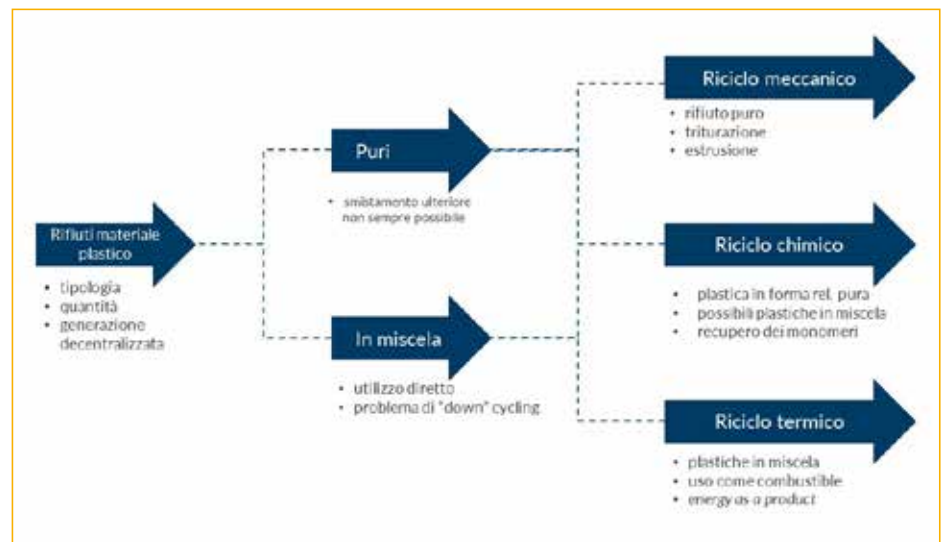 Rifiuti materiale
plastico
• tipologia
• quantità
• generazione
decentralizzata
Puri
• smistamento ulteriore
non sempre possibile
In miscela
• utilizzo diretto
• problema di "down" cycling
Riciclo meccanico
• rifiuto puro
• triturazione
• estrusione
Riciclo chimico
• plastica in forma rel. pura
• possibili plastiche in miscela
• recupero dei monomeri
Riciclo termico
• plastiche in miscela
• uso come combustible
• energy as a product